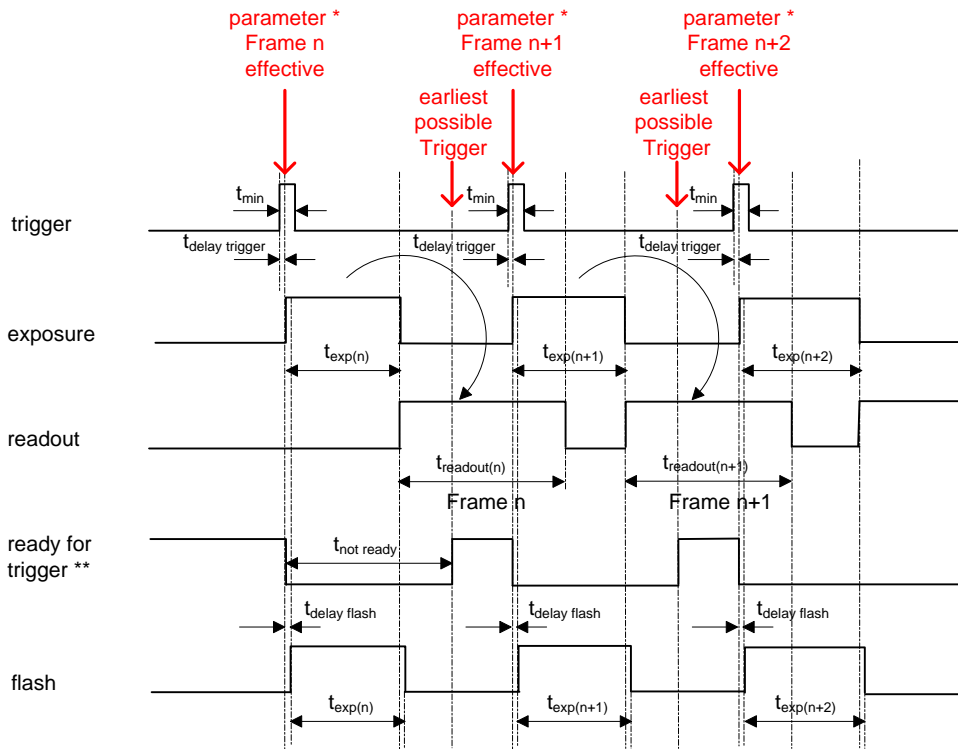 parameter *
Frame n
effective
parameter *
Frame n+1
effective
parameter *
Frame n+2
effective
earliest
possible
Trigger
earliest
possible
Trigger
trigger
tmin
tmin
tmin
tdelay trigger
tdelay trigger
tdelay trigger
exposure
texp(n)
texp(n+1)
texp(n+2)
readout
treadout(n)
treadout(n+1)
Frame n
Frame n+1
ready for
trigger **
tnot ready
tdelay flash
tdelay flash
tdelay flash
flash
texp(n)
texp(n+1)
texp(n+2)